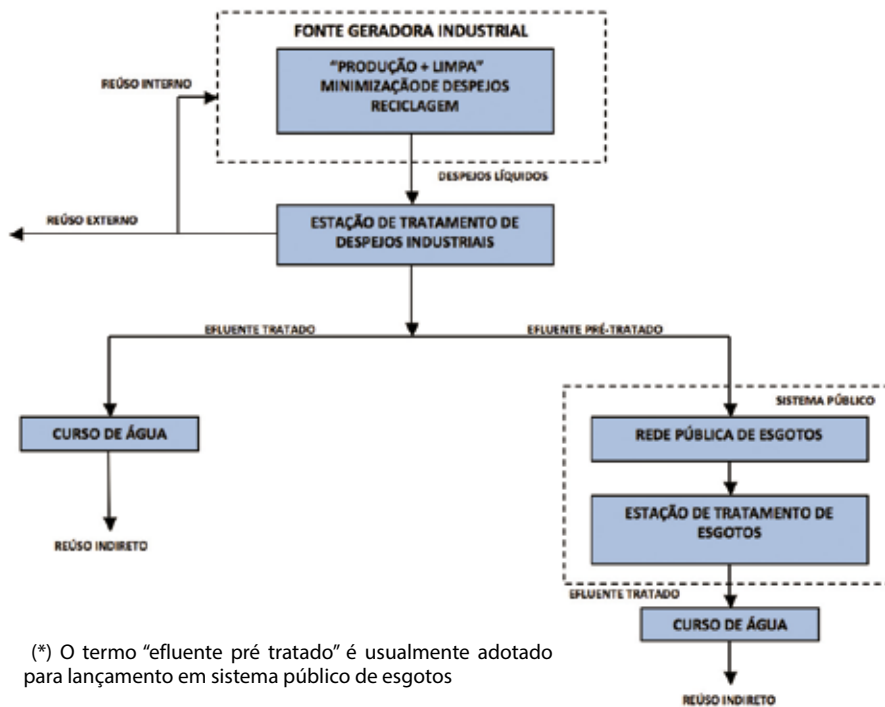 FONTE GERADORA INDUSTRIAL
"PRODUÇÃO + LIMPA"
MINIMIZAÇÃODE DESPEJOS
RECICLAGEM
REÚSO INTERNO
DESPEJOS LÍQUIDOS
REÚSO EXTERNO
ESTAÇÃO DE TRATAMENTO DE
DESPEJOS INDUSTRIAIS
EFLUENTE TRATADO
EFLUENTE PRÉ-TRATADO
SISTEMA PÚBLICO
CURSO DE ÁGUA
REDE PÚBLICA DE ESGOTOS
ESTAÇÃO DE TRATAMENTO DE
ESGOTOS
REÚSO INDIRETO
EFLUENTE TRATADO
CURSO DE ÁGUA
(*) O termo “efluente pré tratado” é usualmente adotado
para lançamento em sistema público de esgotos
REÚSO INDIRETO